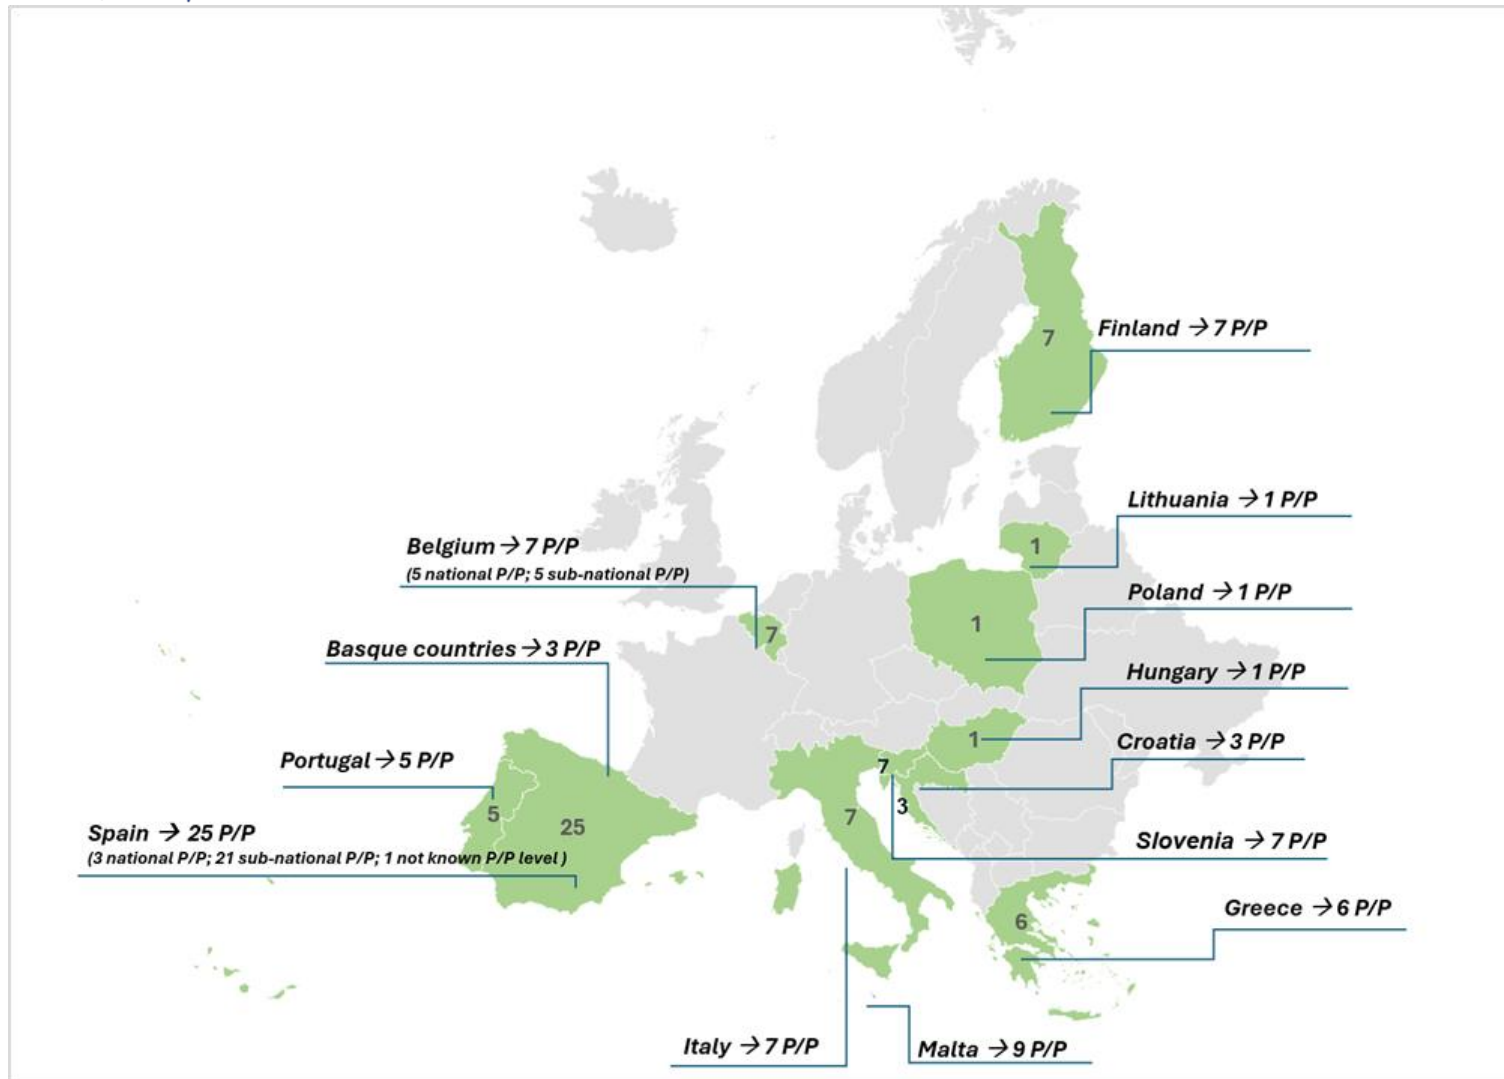 Finland → 7 P/P
7
Lithuania → 1 P/P
1
Belgium → 7 P/P
(5 national P/P; 5 sub-national P/P)
Poland → 1 P/P
1
7
Basque countries → 3 P/P
Hungary → 1 P/P
1
Croatia → 3 P/P
Portugal → 5 P/P
7
3
5
25
7
Spain → 25 P/P
(3 national P/P; 21 sub-national P/P; 1 not known P/P level )
Slovenia → 7 P/P
Greece → 6 P/P
6
Italy → 7 P/P
Malta → 9 P/P